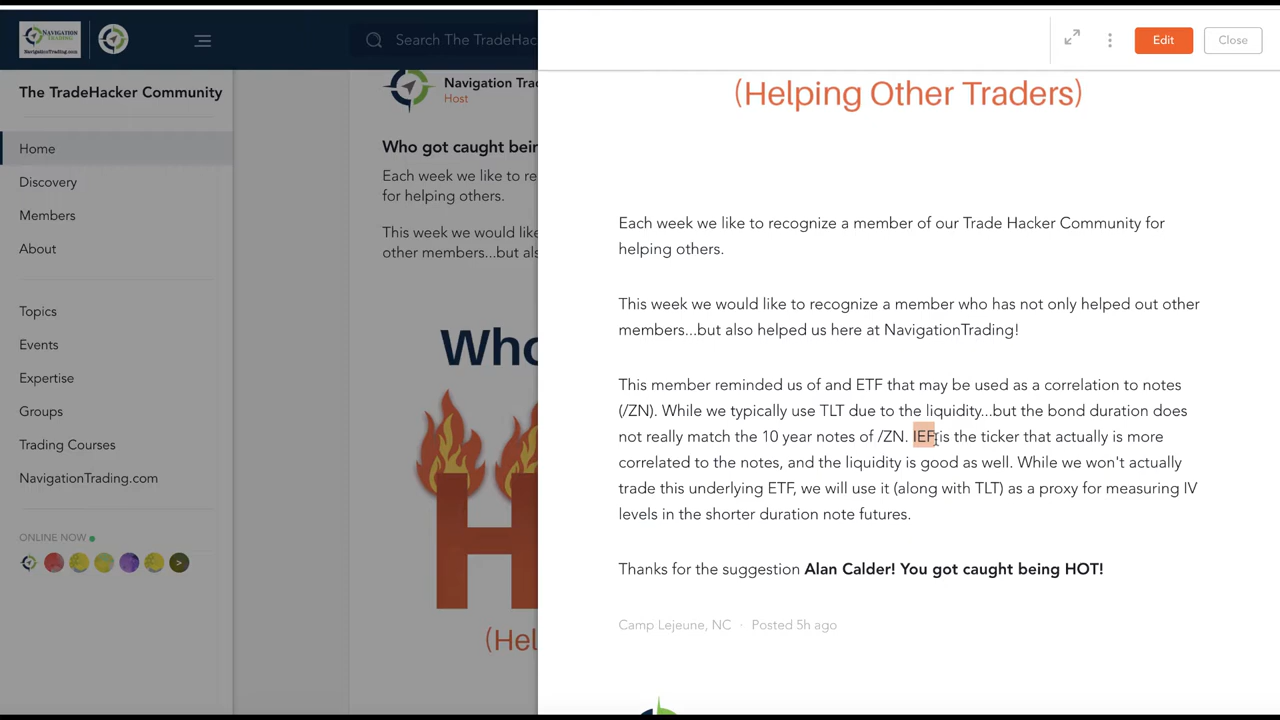 NAVIGATION
TRADING
NavigationTrading.com
Search The TradeHac
Edit
Close
The TradeHacker Community
Home
Discovery
Members
About
Topics
Events
Expertise
Groups
Trading Courses
NavigationTrading.com
ONLINE NOW
>
Navigation Tra
Host
Who got caught bein
Each week we like to re
for helping others.
This week we would like
other members...but als
Who
H
(Hel
(Helping Other Traders)
Each week we like to recognize a member of our Trade Hacker Community for
helping others.
This week we would like to recognize a member who has not only helped out other
members...but also helped us here at NavigationTrading!
This member reminded us of and ETF that may be used as a correlation to notes
(/ZN). While we typically use TLT due to the liquidity...but the bond duration does
not really match the 10 year notes of /ZN. IEF is the ticker that actually is more
correlated to the notes, and the liquidity is good as well. While we won't actually
trade this underlying ETF, we will use it (along with TLT) as a proxy for measuring IV
levels in the shorter duration note futures.
Thanks for the suggestion Alan Calder! You got caught being HOT!
Camp Lejeune, NC · Posted 5h ago